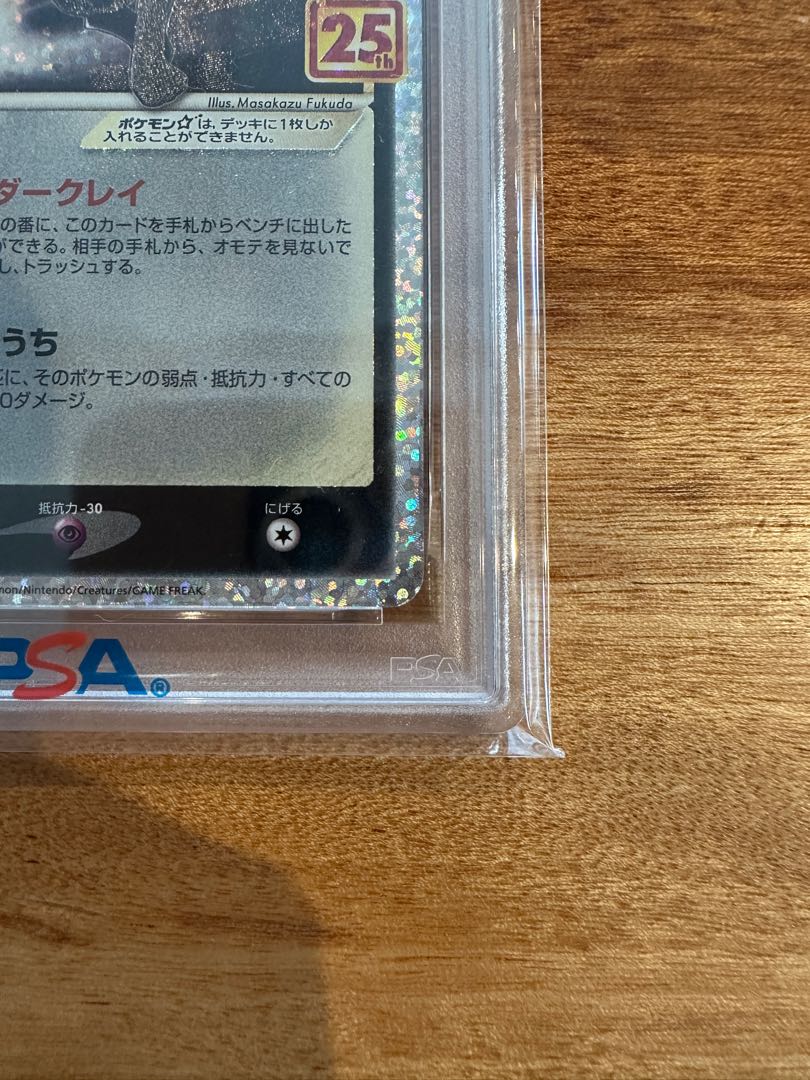 25th
Illus. Masakazu Fukuda
ポケモン☆は、デッキに1枚しか
入れることができません。
ダークレイ
の番に、このカードを手札からベンチに出した
ができる。相手の手札から、オモテを見ないで
し、トラッシュする。
うち
に、そのポケモンの弱点・抵抗力・すべての
0ダメージ。
抵抗力-30
にげる
mon/Nintendo/Creatures/GAME FREAK.
PSA®
PSA